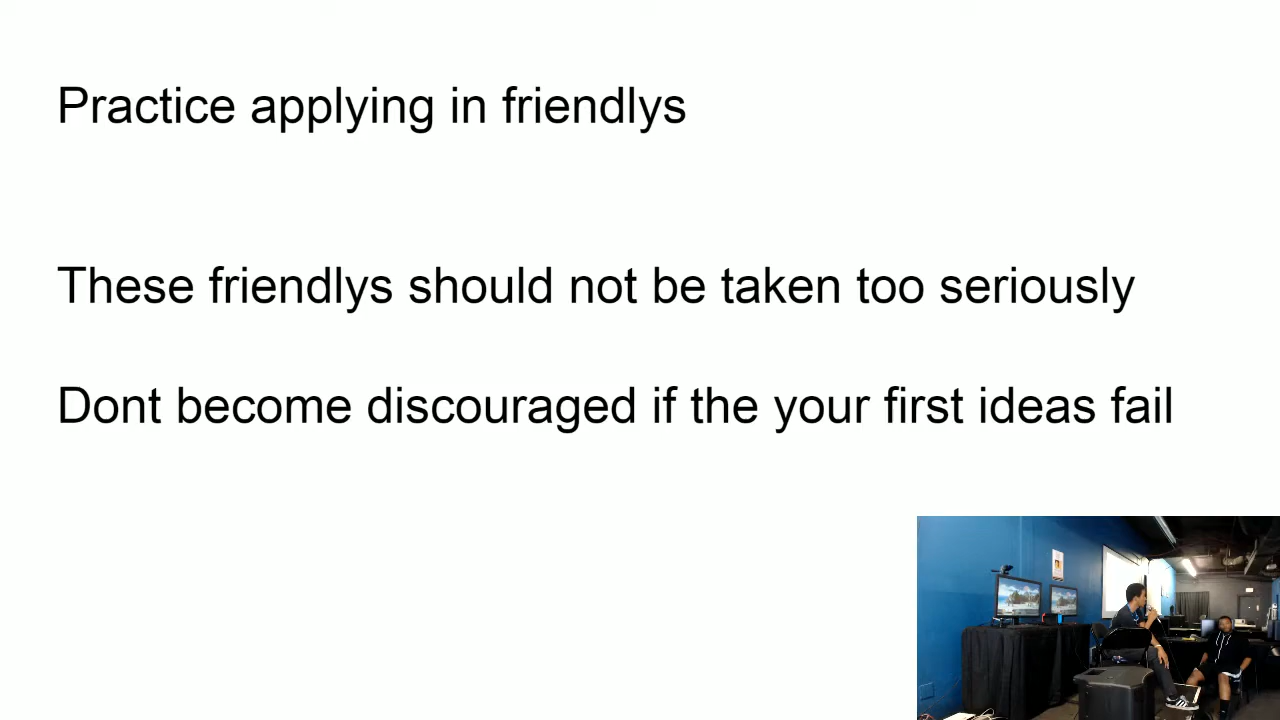 Practice applying in friendlys
These friendlys should not be taken too seriously
Dont become discouraged if the your first ideas fail